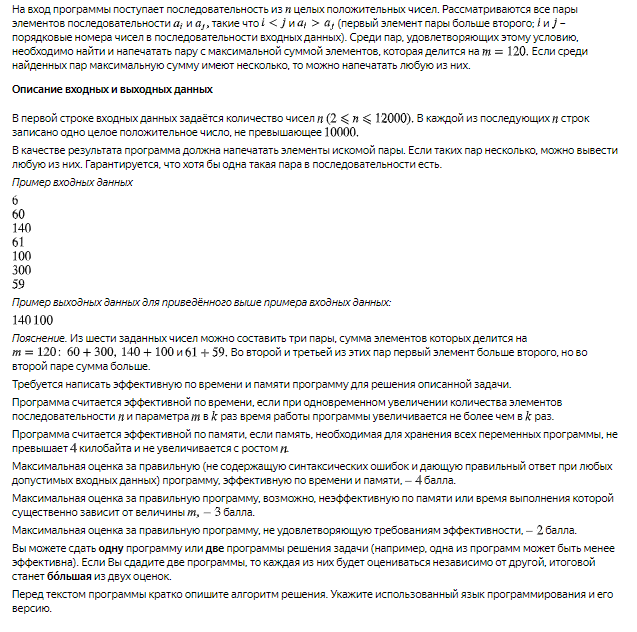 На вход программы поступает последовательность из n целых положительных чисел. Рассматриваются все пары
элементов последовательности aᵢ и aⱼ, такие что i < j и aᵢ > aⱼ (первый элемент пары больше второго; i и j –
порядковые номера чисел в последовательности входных данных). Среди пар, удовлетворяющих этому условию,
необходимо найти и напечатать пару с максимальной суммой элементов, которая делится на m = 120. Если среди
найденных пар максимальную сумму имеют несколько, то можно напечатать любую из них.
Описание входных и выходных данных
В первой строке входных данных задаётся количество чисел n (2 ⩽ n ⩽ 12000). В каждой из последующих n строк
записано одно целое положительное число, не превышающее 10000.
В качестве результата программа должна напечатать элементы искомой пары. Если таких пар несколько, можно вывести
любую из них. Гарантируется, что хотя бы одна такая пара в последовательности есть.
Пример входных данных
6
60
140
61
100
300
59
Пример выходных данных для приведённого выше примера входных данных:
140 100
Пояснение. Из шести заданных чисел можно составить три пары, сумма элементов которых делится на
m = 120: 60 + 300, 140 + 100 и 61 + 59. Во второй и третьей из этих пар первый элемент больше второго, но во
второй паре сумма больше.
Требуется написать эффективную по времени и памяти программу для решения описанной задачи.
Программа считается эффективной по времени, если при одновременном увеличении количества элементов
последовательности n и параметра m в k раз время работы программы увеличивается не более чем в k раз.
Программа считается эффективной по памяти, если память, необходимая для хранения всех переменных программы, не
превышает 4 килобайта и не увеличивается с ростом n.
Максимальная оценка за правильную (не содержащую синтаксических ошибок и дающую правильный ответ при любых
допустимых входных данных) программу, эффективную по времени и памяти, – 4 балла.
Максимальная оценка за правильную программу, возможно, неэффективную по памяти или время выполнения которой
существенно зависит от величины m, – 3 балла.
Максимальная оценка за правильную программу, не удовлетворяющую требованиям эффективности, – 2 балла.
Вы можете сдать одну программу или две программы решения задачи (например, одна из программ может быть менее
эффективна). Если Вы сдадите две программы, то каждая из них будет оцениваться независимо от другой, итоговой
станет бо́льшая из двух оценок.
Перед текстом программы кратко опишите алгоритм решения. Укажите использованный язык программирования и его
версию.